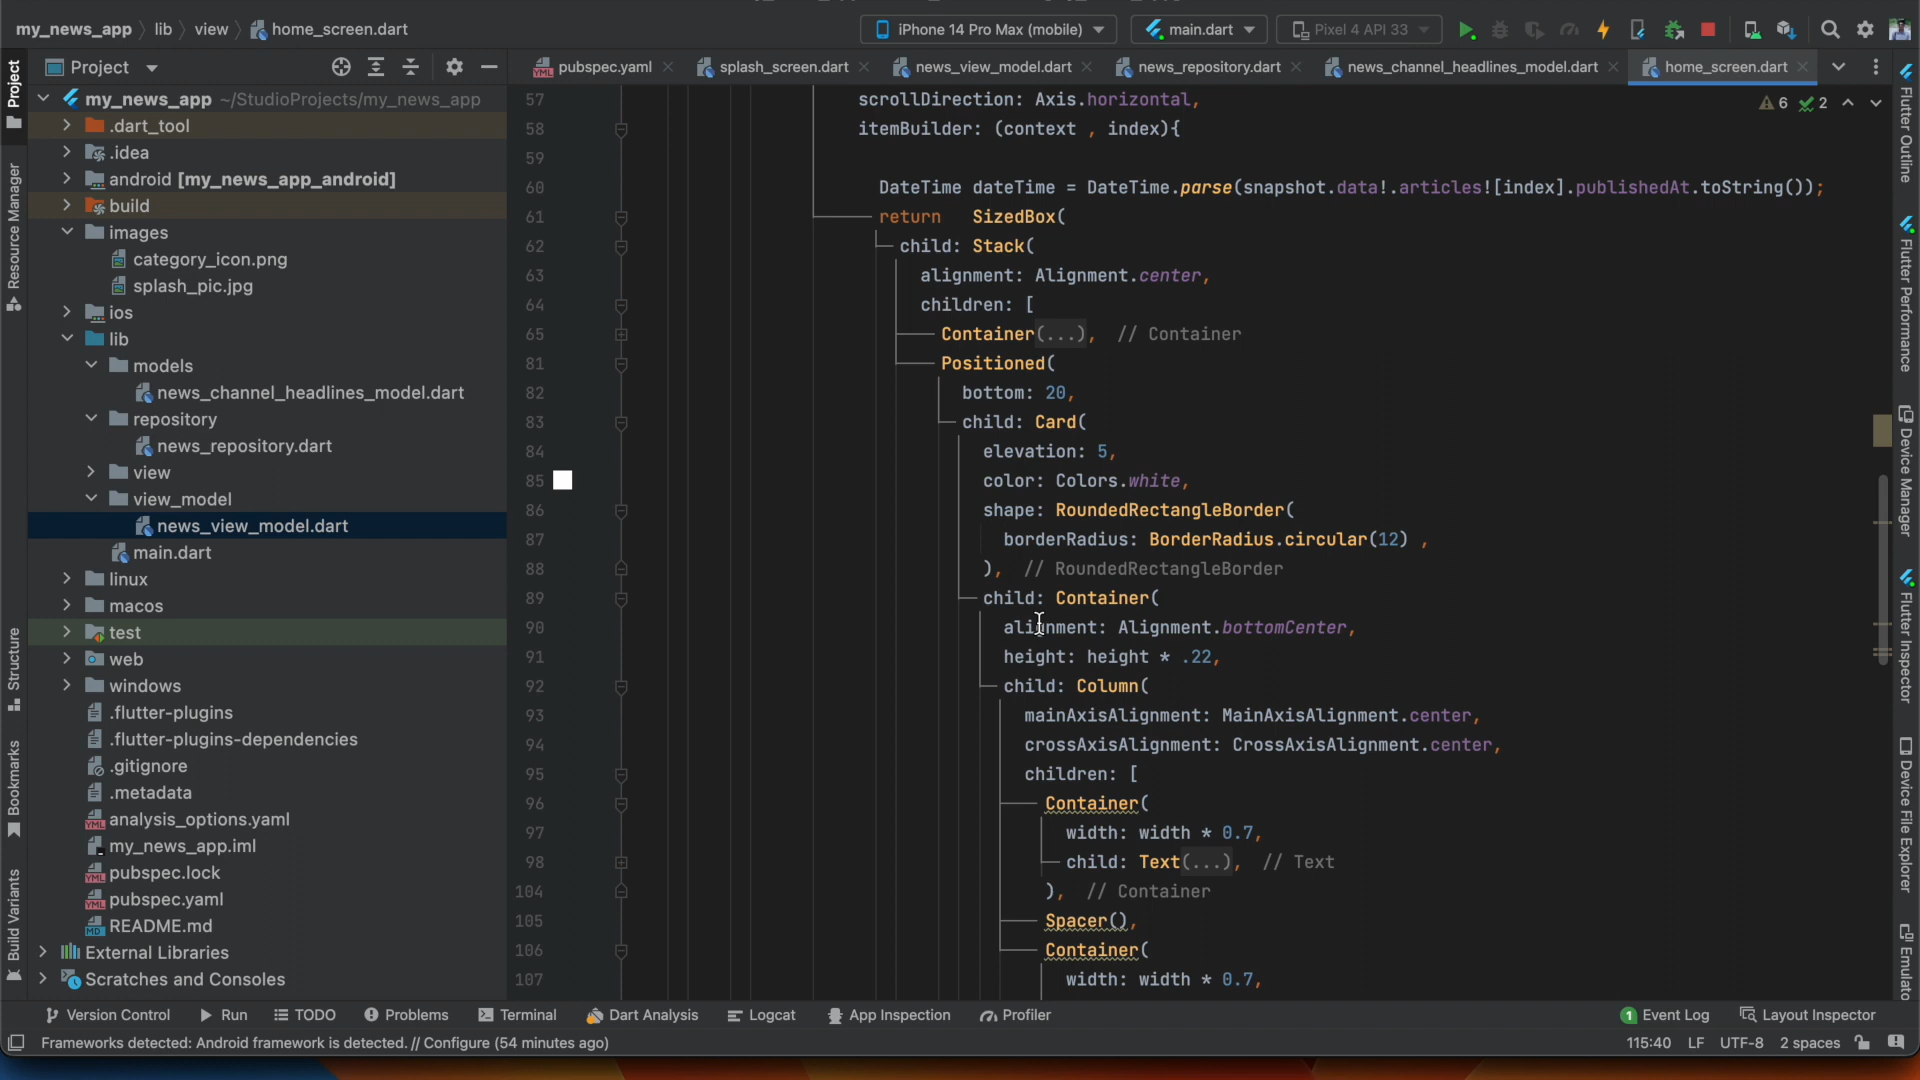 my_news_app lib view home_screen.dart iPhone 14 Pro Max (mobile) main.dart Pixel 4 API 33
Project pubspec.yaml splash_screen.dart news_view_model.dart news_repository.dart news_channel_headlines_model.dart home_screen.dart
my_news_app ~/StudioProjects/my_news_app
.dart_tool
.idea
android [my_news_app_android]
build
images
category_icon.png
splash_pic.jpg
ios
lib
models
news_channel_headlines_model.dart
repository
news_repository.dart
view
view_model
news_view_model.dart
main.dart
linux
macos
test
web
windows
.flutter-plugins
.flutter-plugins-dependencies
.gitignore
.metadata
analysis_options.yaml
my_news_app.iml
pubspec.lock
pubspec.yaml
README.md
External Libraries
Scratches and Consoles
6 2
57 scrollDirection: Axis.horizontal,
58 itemBuilder: (context , index){
59
60 DateTime dateTime = DateTime.parse(snapshot.data!.articles![index].publishedAt.toString());
61 return SizedBox(
62 child: Stack(
63 alignment: Alignment.center,
64 children: [
65 Container(...), // Container
81 Positioned(
82 bottom: 20,
83 child: Card(
84 elevation: 5,
85 color: Colors.white,
86 shape: RoundedRectangleBorder(
87 borderRadius: BorderRadius.circular(12) ,
88 ), // RoundedRectangleBorder
89 child: Container(
90 alignment: Alignment.bottomCenter,
91 height: height * .22,
92 child: Column(
93 mainAxisAlignment: MainAxisAlignment.center,
94 crossAxisAlignment: CrossAxisAlignment.center,
95 children: [
96 Container(
97 width: width * 0.7,
98 child: Text(...), // Text
104 ), // Container
105 Spacer(),
106 Container(
107 width: width * 0.7,
Project
Resource Manager
Structure
Bookmarks
Build Variants
Flutter Outline
Flutter Performance
Device Manager
Flutter Inspector
Device File Explorer
Emulato
Version Control Run TODO Problems Terminal Dart Analysis Logcat App Inspection Profiler 1 Event Log Layout Inspector
Frameworks detected: Android framework is detected. // Configure (54 minutes ago) 115:40 LF UTF-8 2 spaces